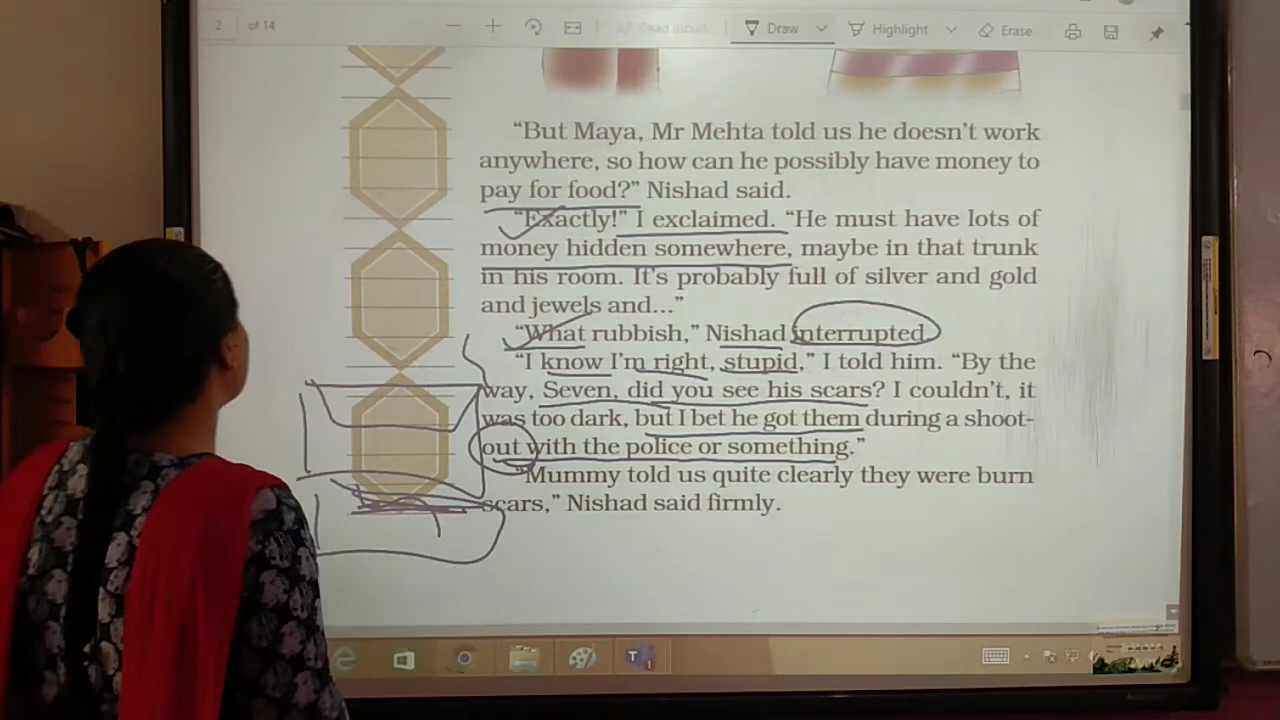 2 of 14 Read aloud Draw Highlight Erase
“But Maya, Mr Mehta told us he doesn’t work
anywhere, so how can he possibly have money to
pay for food?” Nishad said.
“Exactly!” I exclaimed. “He must have lots of
money hidden somewhere, maybe in that trunk
in his room. It’s probably full of silver and gold
and jewels and...”
“What rubbish,” Nishad interrupted.
“I know I’m right, stupid,” I told him. “By the
way, Seven, did you see his scars? I couldn’t, it
was too dark, but I bet he got them during a shoot-
out with the police or something.”
“Mummy told us quite clearly they were burn
scars,” Nishad said firmly.